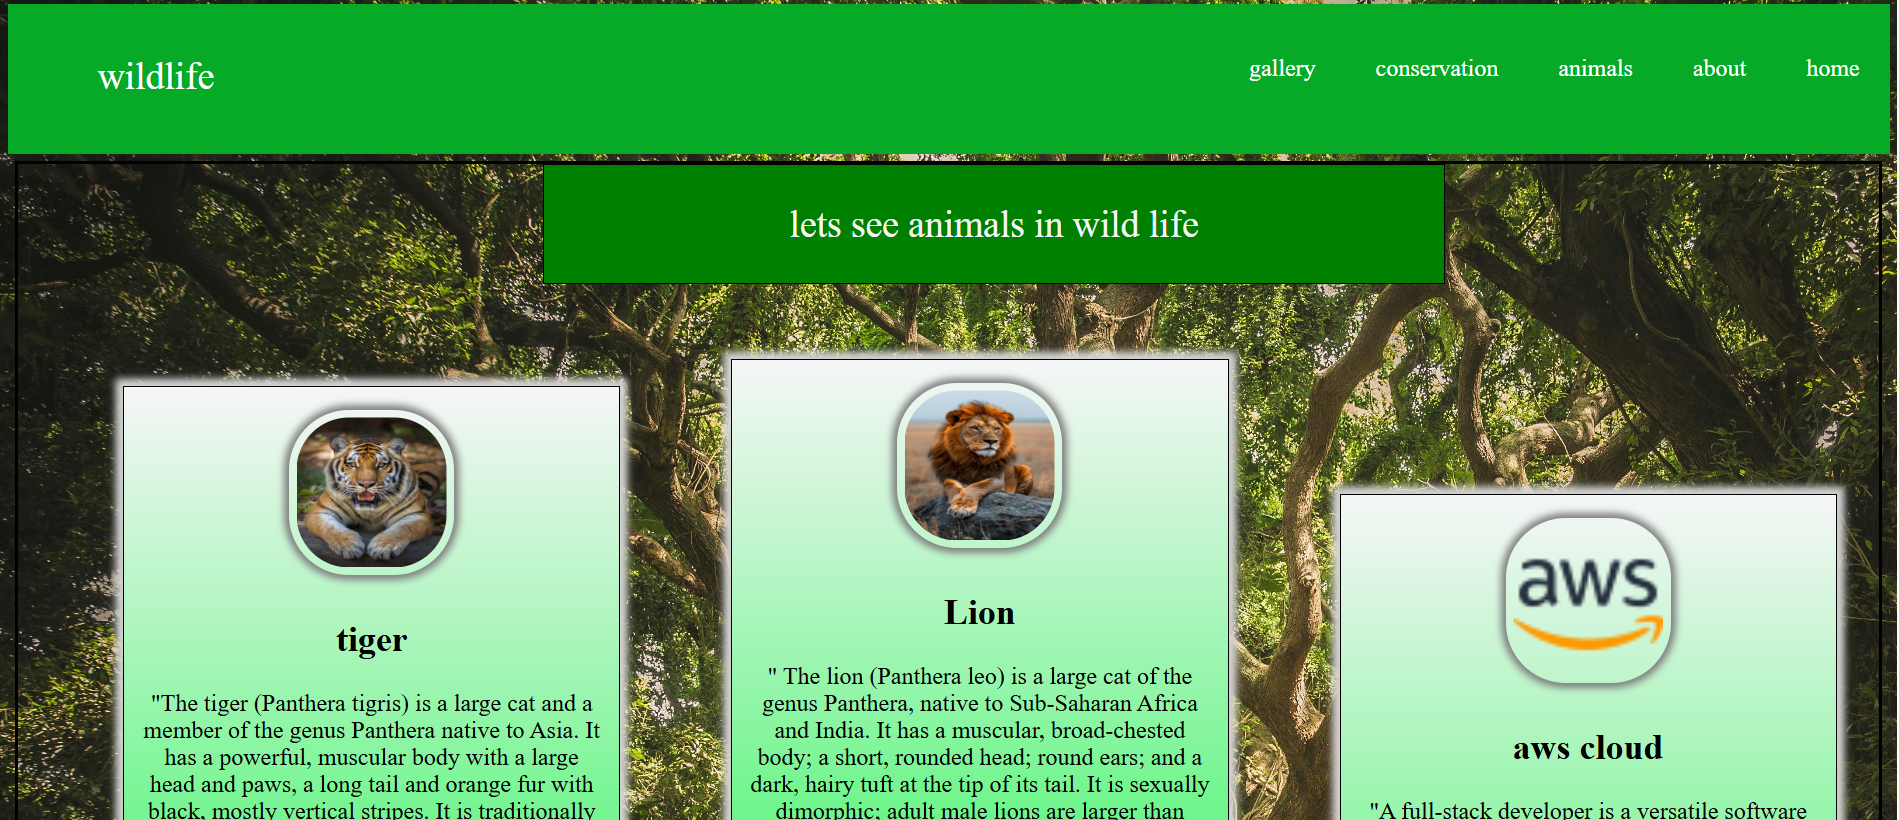 wildlife
gallery conservation animals about home
lets see animals in wild life
tiger
"The tiger (Panthera tigris) is a large cat and a
member of the genus Panthera native to Asia. It
has a powerful, muscular body with a large
head and paws, a long tail and orange fur with
black, mostly vertical stripes. It is traditionally
Lion
" The lion (Panthera leo) is a large cat of the
genus Panthera, native to Sub-Saharan Africa
and India. It has a muscular, broad-chested
body; a short, rounded head; round ears; and a
dark, hairy tuft at the tip of its tail. It is sexually
dimorphic; adult male lions are larger than
aws
aws cloud
"A full-stack developer is a versatile software